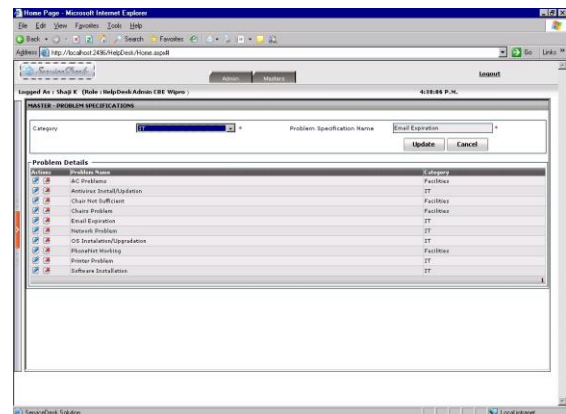 Home Page - Microsoft Internet Explorer
File Edit View Favorites Tools Help
Back Search Favorites
Address http://localhost:2496/HelpDesk/Home.aspx# Go Links
Admin Masters Logout
Logged As : Shaji K (Role : HelpDesk Admin CBE Wipro ) 4:38:06 P.M.
MASTER - PROBLEM SPECIFICATIONS
Category IT * Problem Specification Name Email Expiration *
Update Cancel
Problem Details
Actions Problem Name Category
AC Problems Facilities
Antivirus Install/Updation IT
Chair Not Sufficient Facilities
Chairs Problem Facilities
Email Expiration IT
Network Problem IT
OS Instalation/Upgradation IT
PhoneNot Working Facilities
Printer Problem IT
Software Installation IT
1
ServiceDesk Solution Local intranet